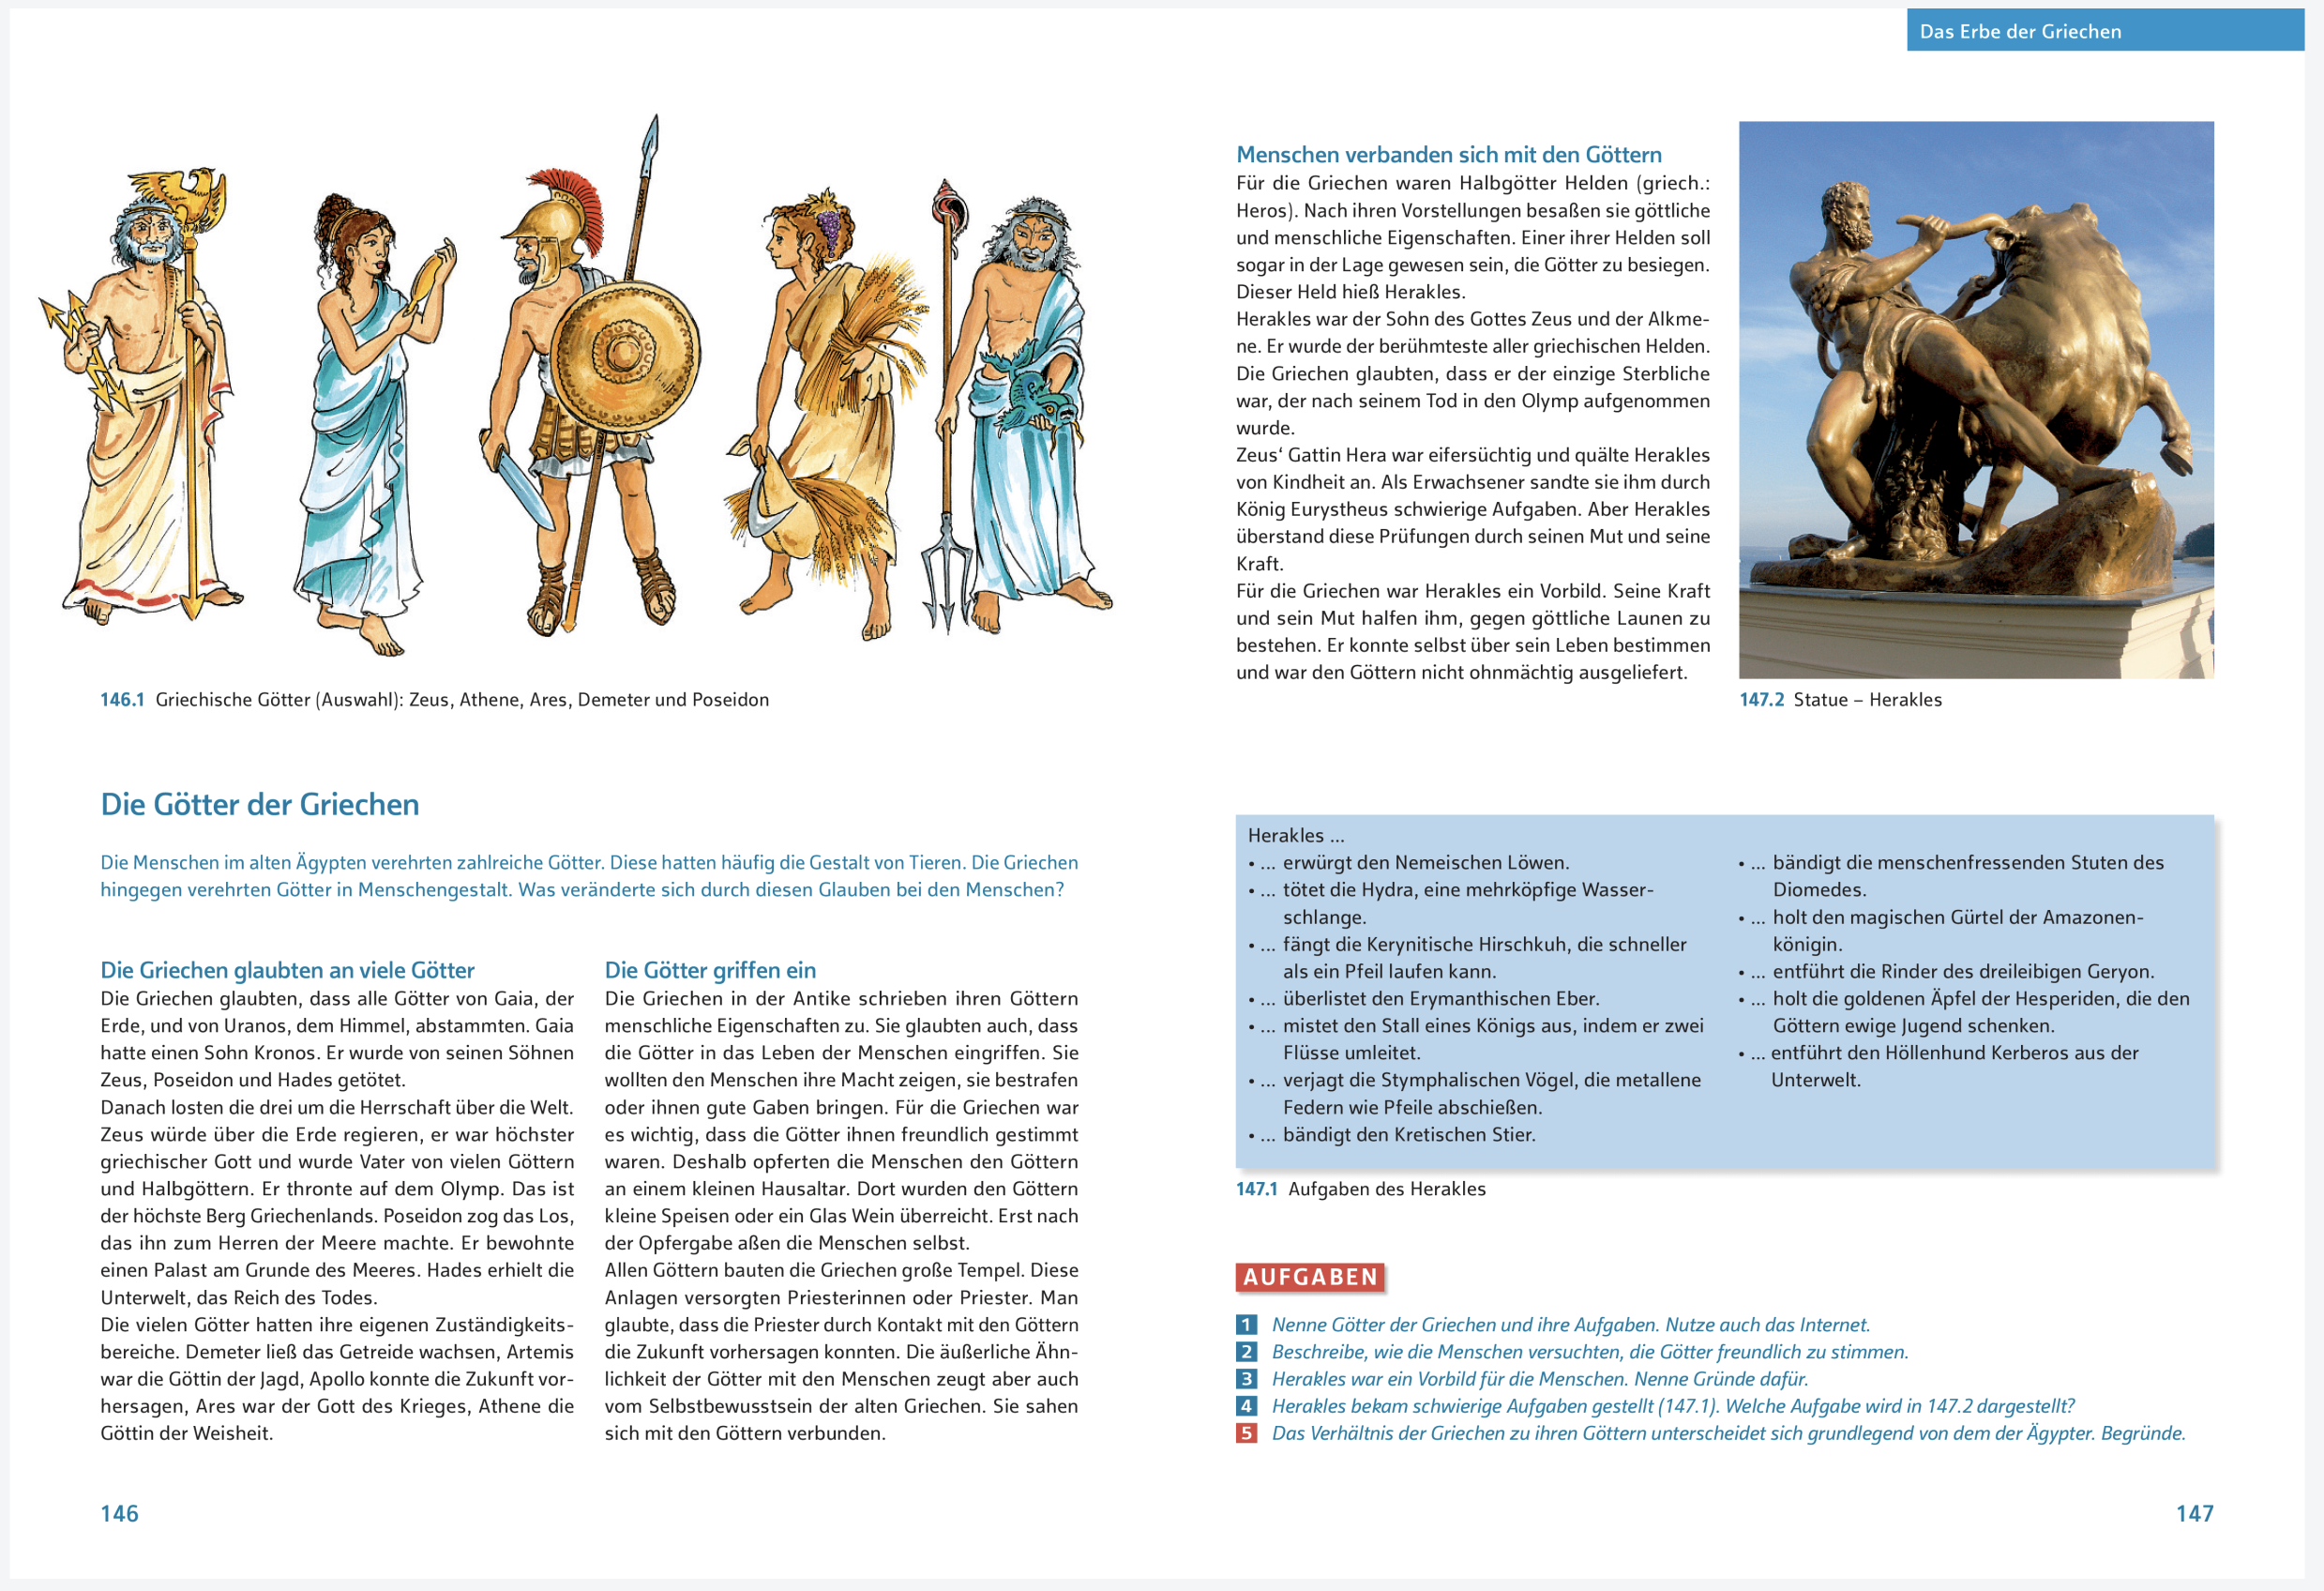 Das Erbe der Griechen
146.1 Griechische Götter (Auswahl): Zeus, Athene, Ares, Demeter und Poseidon
Die Götter der Griechen
Die Menschen im alten Ägypten verehrten zahlreiche Götter. Diese hatten häufig die Gestalt von Tieren. Die Griechen
hingegen verehrten Götter in Menschengestalt. Was veränderte sich durch diesen Glauben bei den Menschen?
Die Griechen glaubten an viele Götter
Die Griechen glaubten, dass alle Götter von Gaia, der
Erde, und von Uranos, dem Himmel, abstammten. Gaia
hatte einen Sohn Kronos. Er wurde von seinen Söhnen
Zeus, Poseidon und Hades getötet.
Danach losten die drei um die Herrschaft über die Welt.
Zeus würde über die Erde regieren, er war höchster
griechischer Gott und wurde Vater von vielen Göttern
und Halbgöttern. Er thronte auf dem Olymp. Das ist
der höchste Berg Griechenlands. Poseidon zog das Los,
das ihn zum Herren der Meere machte. Er bewohnte
einen Palast am Grunde des Meeres. Hades erhielt die
Unterwelt, das Reich des Todes.
Die vielen Götter hatten ihre eigenen Zuständigkeits-
bereiche. Demeter ließ das Getreide wachsen, Artemis
war die Göttin der Jagd, Apollo konnte die Zukunft vor-
hersagen, Ares war der Gott des Krieges, Athene die
Göttin der Weisheit.
Die Götter griffen ein
Die Griechen in der Antike schrieben ihren Göttern
menschliche Eigenschaften zu. Sie glaubten auch, dass
die Götter in das Leben der Menschen eingriffen. Sie
wollten den Menschen ihre Macht zeigen, sie bestrafen
oder ihnen gute Gaben bringen. Für die Griechen war
es wichtig, dass die Götter ihnen freundlich gestimmt
waren. Deshalb opferten die Menschen den Göttern
an einem kleinen Hausaltar. Dort wurden den Göttern
kleine Speisen oder ein Glas Wein überreicht. Erst nach
der Opfergabe aßen die Menschen selbst.
Allen Göttern bauten die Griechen große Tempel. Diese
Anlagen versorgten Priesterinnen oder Priester. Man
glaubte, dass die Priester durch Kontakt mit den Göttern
die Zukunft vorhersagen konnten. Die äußerliche Ähn-
lichkeit der Götter mit den Menschen zeugt aber auch
vom Selbstbewusstsein der alten Griechen. Sie sahen
sich mit den Göttern verbunden.
146
Menschen verbanden sich mit den Göttern
Für die Griechen waren Halbgötter Helden (griech.:
Heros). Nach ihren Vorstellungen besaßen sie göttliche
und menschliche Eigenschaften. Einer ihrer Helden soll
sogar in der Lage gewesen sein, die Götter zu besiegen.
Dieser Held hieß Herakles.
Herakles war der Sohn des Gottes Zeus und der Alkme-
ne. Er wurde der berühmteste aller griechischen Helden.
Die Griechen glaubten, dass er der einzige Sterbliche
war, der nach seinem Tod in den Olymp aufgenommen
wurde.
Zeus‘ Gattin Hera war eifersüchtig und quälte Herakles
von Kindheit an. Als Erwachsener sandte sie ihm durch
König Eurystheus schwierige Aufgaben. Aber Herakles
überstand diese Prüfungen durch seinen Mut und seine
Kraft.
Für die Griechen war Herakles ein Vorbild. Seine Kraft
und sein Mut halfen ihm, gegen göttliche Launen zu
bestehen. Er konnte selbst über sein Leben bestimmen
und war den Göttern nicht ohnmächtig ausgeliefert.
147.2 Statue – Herakles
Herakles ...
• ... erwürgt den Nemeischen Löwen.
• ... tötet die Hydra, eine mehrköpfige Wasser-
schlange.
• ... fängt die Kerynitische Hirschkuh, die schneller
als ein Pfeil laufen kann.
• ... überlistet den Erymanthischen Eber.
• ... mistet den Stall eines Königs aus, indem er zwei
Flüsse umleitet.
• ... verjagt die Stymphalischen Vögel, die metallene
Federn wie Pfeile abschießen.
• ... bändigt den Kretischen Stier.
• ... bändigt die menschenfressenden Stuten des
Diomedes.
• ... holt den magischen Gürtel der Amazonen-
königin.
• ... entführt die Rinder des dreileibigen Geryon.
• ... holt die goldenen Äpfel der Hesperiden, die den
Göttern ewige Jugend schenken.
• ... entführt den Höllenhund Kerberos aus der
Unterwelt.
147.1 Aufgaben des Herakles
AUFGABEN
1 Nenne Götter der Griechen und ihre Aufgaben. Nutze auch das Internet.
2 Beschreibe, wie die Menschen versuchten, die Götter freundlich zu stimmen.
3 Herakles war ein Vorbild für die Menschen. Nenne Gründe dafür.
4 Herakles bekam schwierige Aufgaben gestellt (147.1). Welche Aufgabe wird in 147.2 dargestellt?
5 Das Verhältnis der Griechen zu ihren Göttern unterscheidet sich grundlegend von dem der Ägypter. Begründe.
147